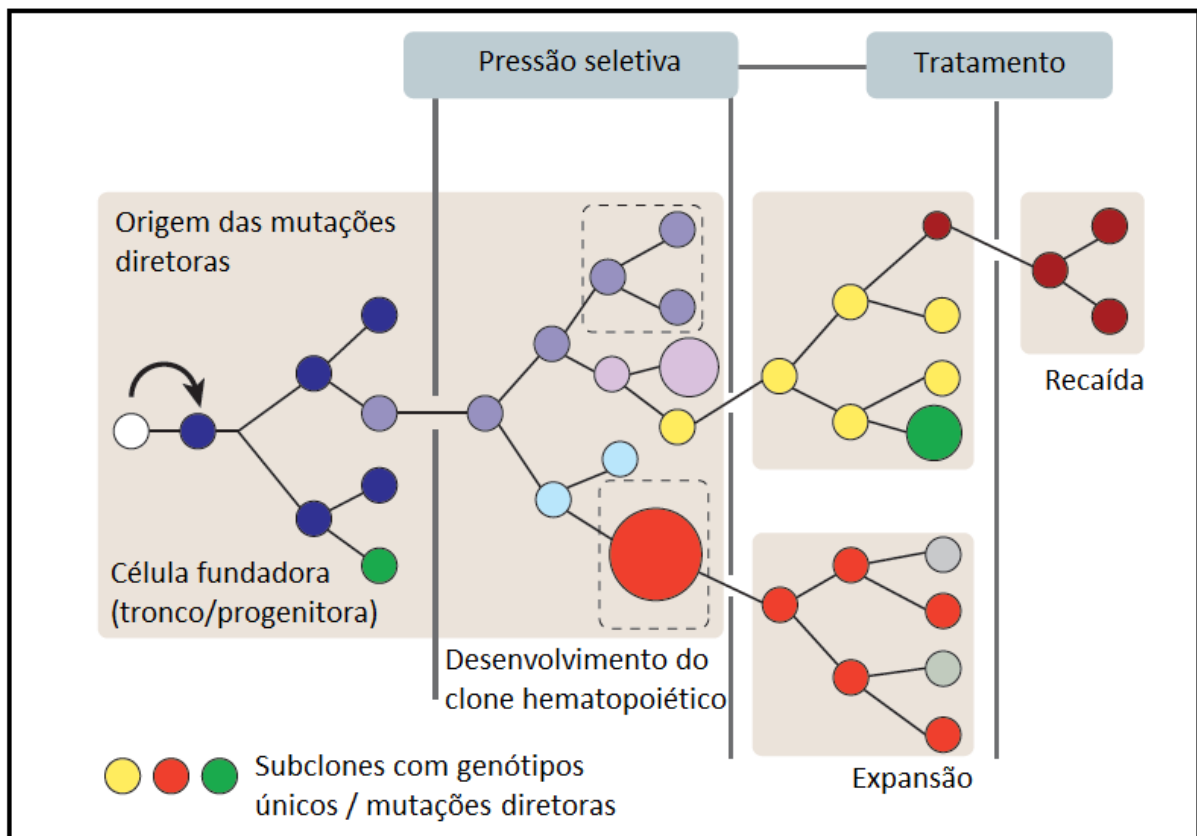 Pressão seletiva
Tratamento
Origem das mutações
diretoras
Recaída
Célula fundadora
(tronco/progenitora)
Desenvolvimento do
clone hematopoiético
Expansão
Subclones com genótipos
únicos / mutações diretoras